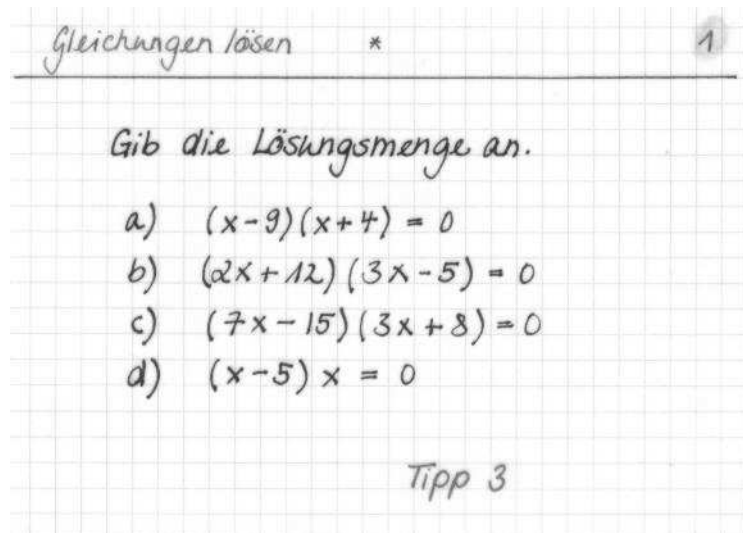 Gleichungen lösen * 1
Gib die Lösungsmenge an.
a) (x-9)(x+4) = 0
b) (2x+12)(3x-5) = 0
c) (7x-15)(3x+8) = 0
d) (x-5) x = 0
Tipp 3